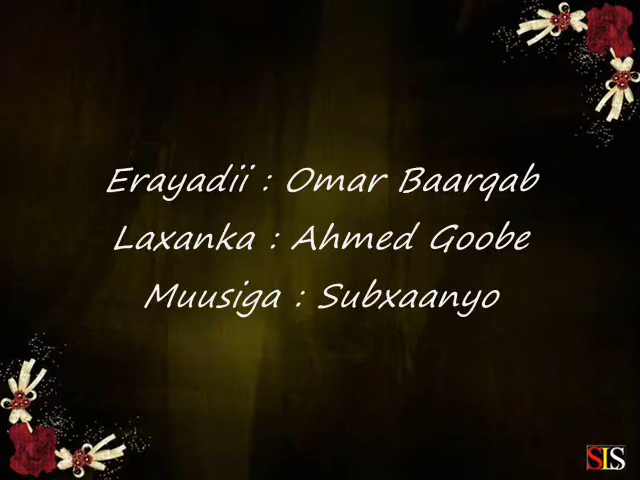 Erayadii : Omar Baarqab
Laxanka : Ahmed Goobe
Muusiga : Subxaanyo
SLS